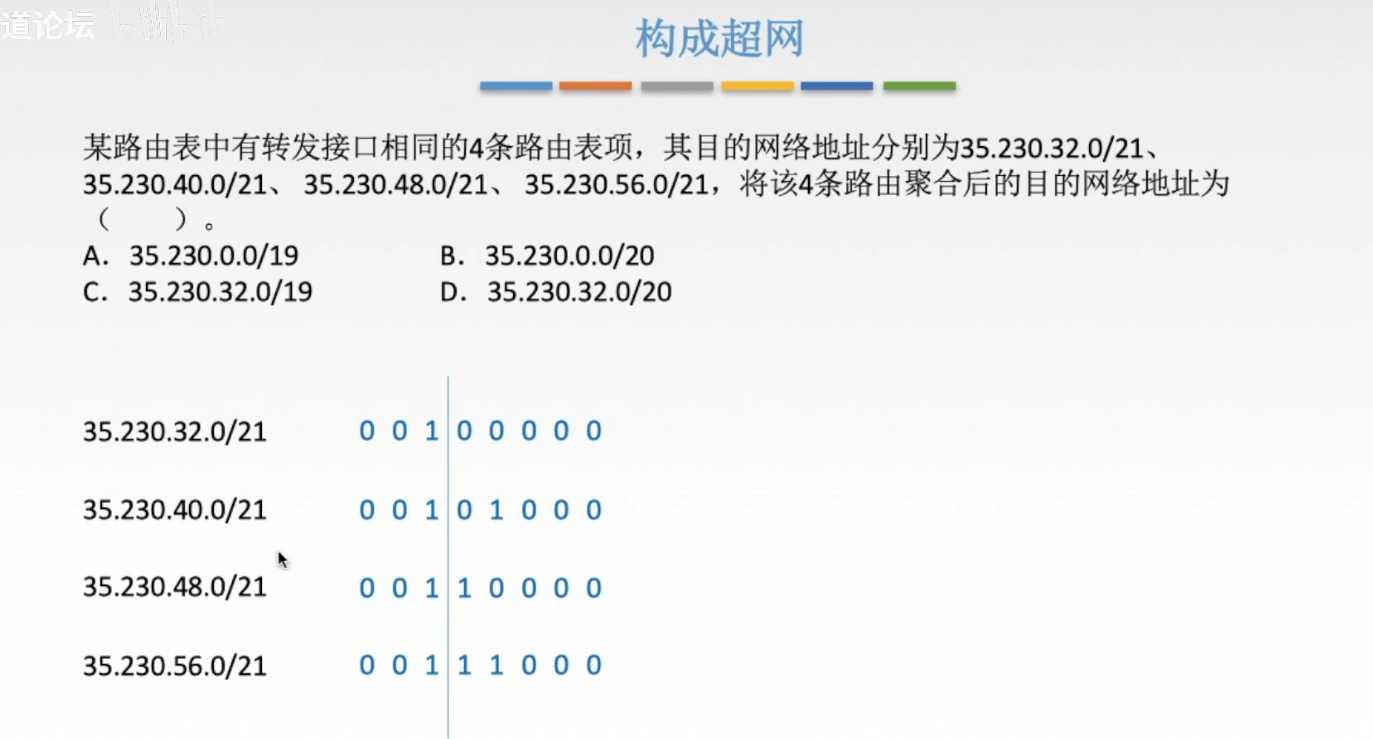 道论坛
构成超网
某路由表中有转发接口相同的4条路由表项，其目的网络地址分别为35.230.32.0/21、
35.230.40.0/21、 35.230.48.0/21、 35.230.56.0/21，将该4条路由聚合后的目的网络地址为
（ ）。
A. 35.230.0.0/19 B. 35.230.0.0/20
C. 35.230.32.0/19 D. 35.230.32.0/20
35.230.32.0/21 0 0 1 0 0 0 0 0
35.230.40.0/21 0 0 1 0 1 0 0 0
35.230.48.0/21 0 0 1 1 0 0 0 0
35.230.56.0/21 0 0 1 1 1 0 0 0